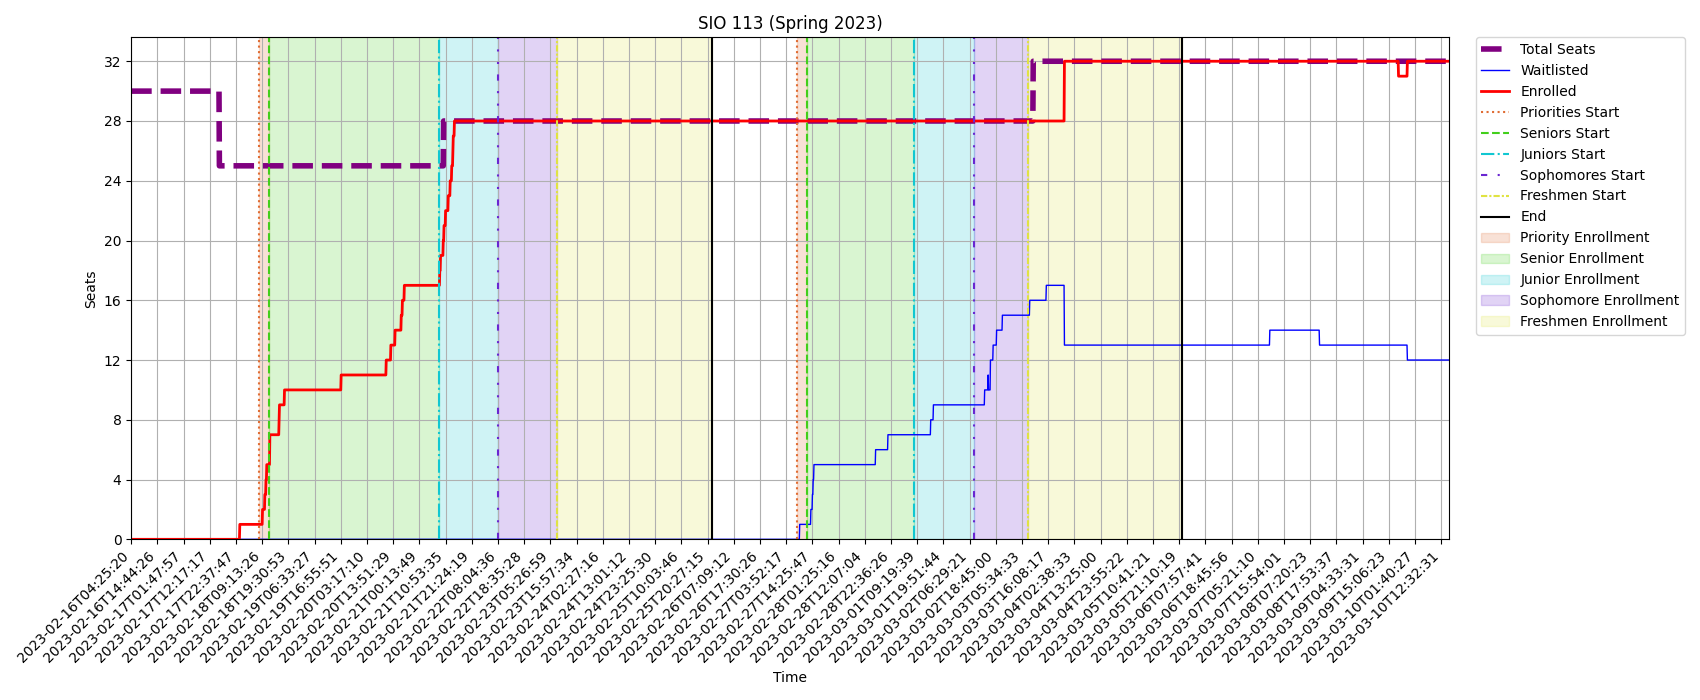 SIO 113 (Spring 2023)
32
28
24
20
16
12
8
4
0
Seats
2023-02-16T04:25:20
2023-02-16T14:44:26
2023-02-17T01:47:57
2023-02-17T12:17:17
2023-02-17T22:37:47
2023-02-18T09:13:26
2023-02-18T19:30:53
2023-02-19T06:33:27
2023-02-19T16:55:51
2023-02-20T03:17:10
2023-02-20T13:51:29
2023-02-21T00:13:49
2023-02-21T10:53:35
2023-02-21T21:24:19
2023-02-22T08:04:36
2023-02-22T18:35:28
2023-02-23T05:26:59
2023-02-23T15:57:34
2023-02-24T02:27:16
2023-02-24T13:01:12
2023-02-24T23:25:30
2023-02-25T10:03:46
2023-02-25T20:27:15
2023-02-26T07:09:12
2023-02-26T17:30:26
2023-02-27T03:52:17
2023-02-27T14:25:47
2023-02-28T01:25:16
2023-02-28T12:07:04
2023-02-28T22:36:29
2023-03-01T09:19:39
2023-03-01T19:51:44
2023-03-02T06:29:21
2023-03-02T18:45:00
2023-03-03T05:34:33
2023-03-03T16:08:17
2023-03-04T02:38:33
2023-03-04T13:25:00
2023-03-04T23:55:22
2023-03-05T10:41:21
2023-03-05T21:10:19
2023-03-06T07:57:41
2023-03-06T18:45:56
2023-03-07T05:21:10
2023-03-07T15:54:01
2023-03-08T07:20:23
2023-03-08T17:53:37
2023-03-09T04:33:31
2023-03-09T15:06:23
2023-03-10T01:40:27
2023-03-10T12:32:31
Time
Total Seats
Waitlisted
Enrolled
Priorities Start
Seniors Start
Juniors Start
Sophomores Start
Freshmen Start
End
Priority Enrollment
Senior Enrollment
Junior Enrollment
Sophomore Enrollment
Freshmen Enrollment